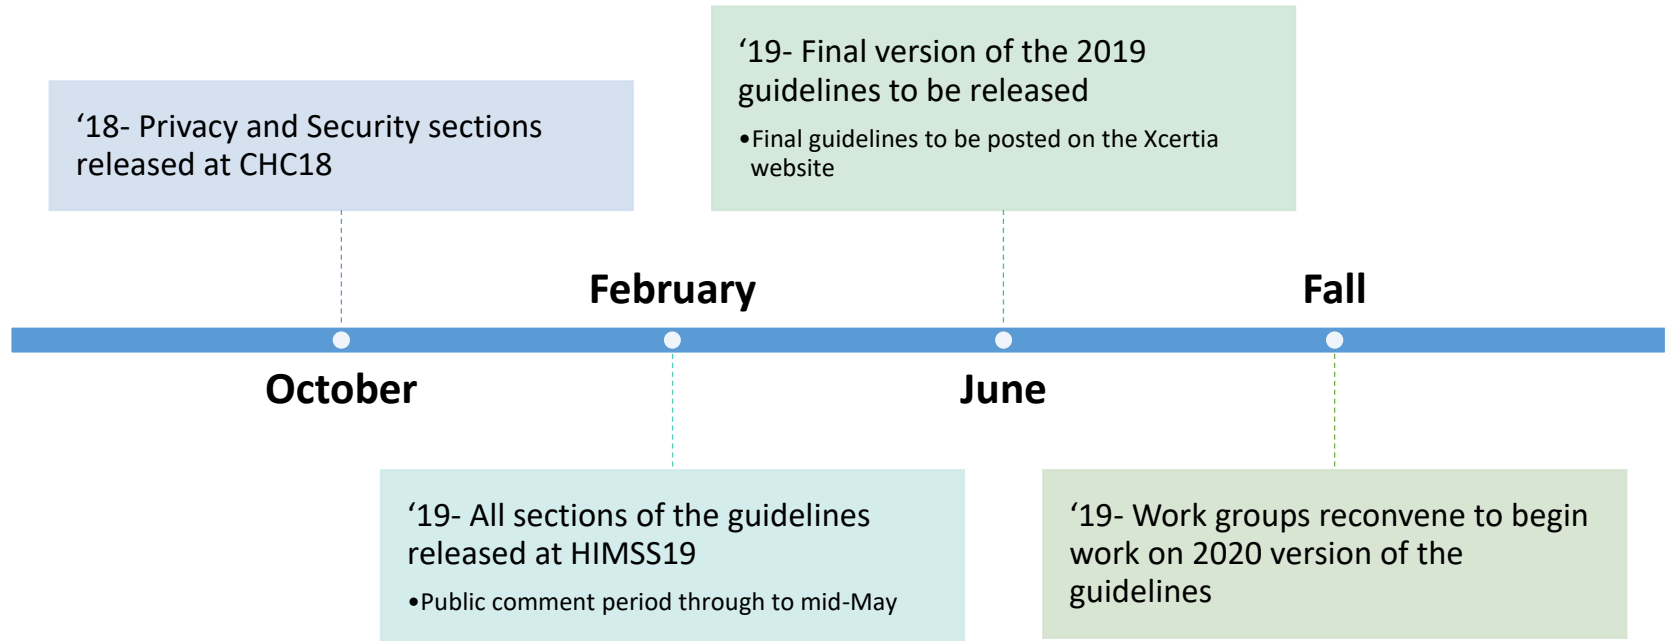 ‘18- Privacy and Security sections
released at CHC18
October
February
‘19- All sections of the guidelines
released at HIMSS19
•Public comment period through to mid-May
‘19- Final version of the 2019
guidelines to be released
•Final guidelines to be posted on the Xcertia
website
June
Fall
‘19- Work groups reconvene to begin
work on 2020 version of the
guidelines